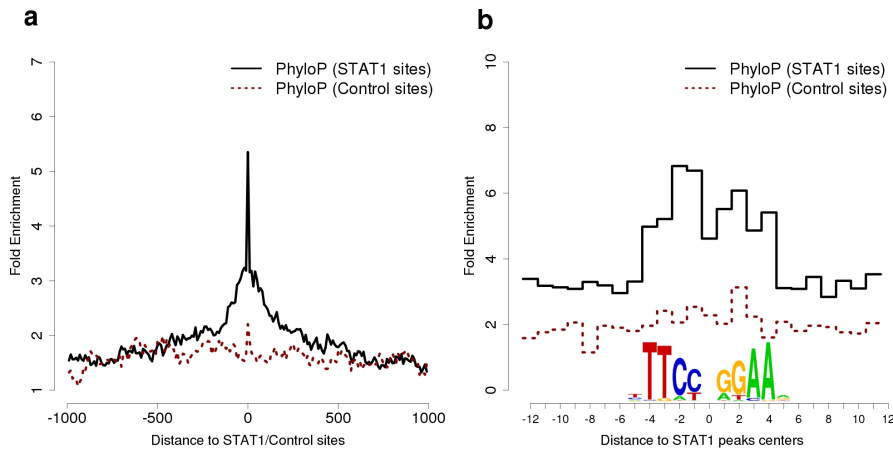 a
7
6
5
4
3
2
1
Fold Enrichment
PhyloP (STAT1 sites)
PhyloP (Control sites)
-1000 -500 0 500 1000
Distance to STAT1/Control sites
b
10
8
6
4
2
0
Fold Enrichment
PhyloP (STAT1 sites)
PhyloP (Control sites)
TTCC GGAA
-12 -10 -8 -6 -4 -2 0 2 4 6 8 10 12
Distance to STAT1 peaks centers